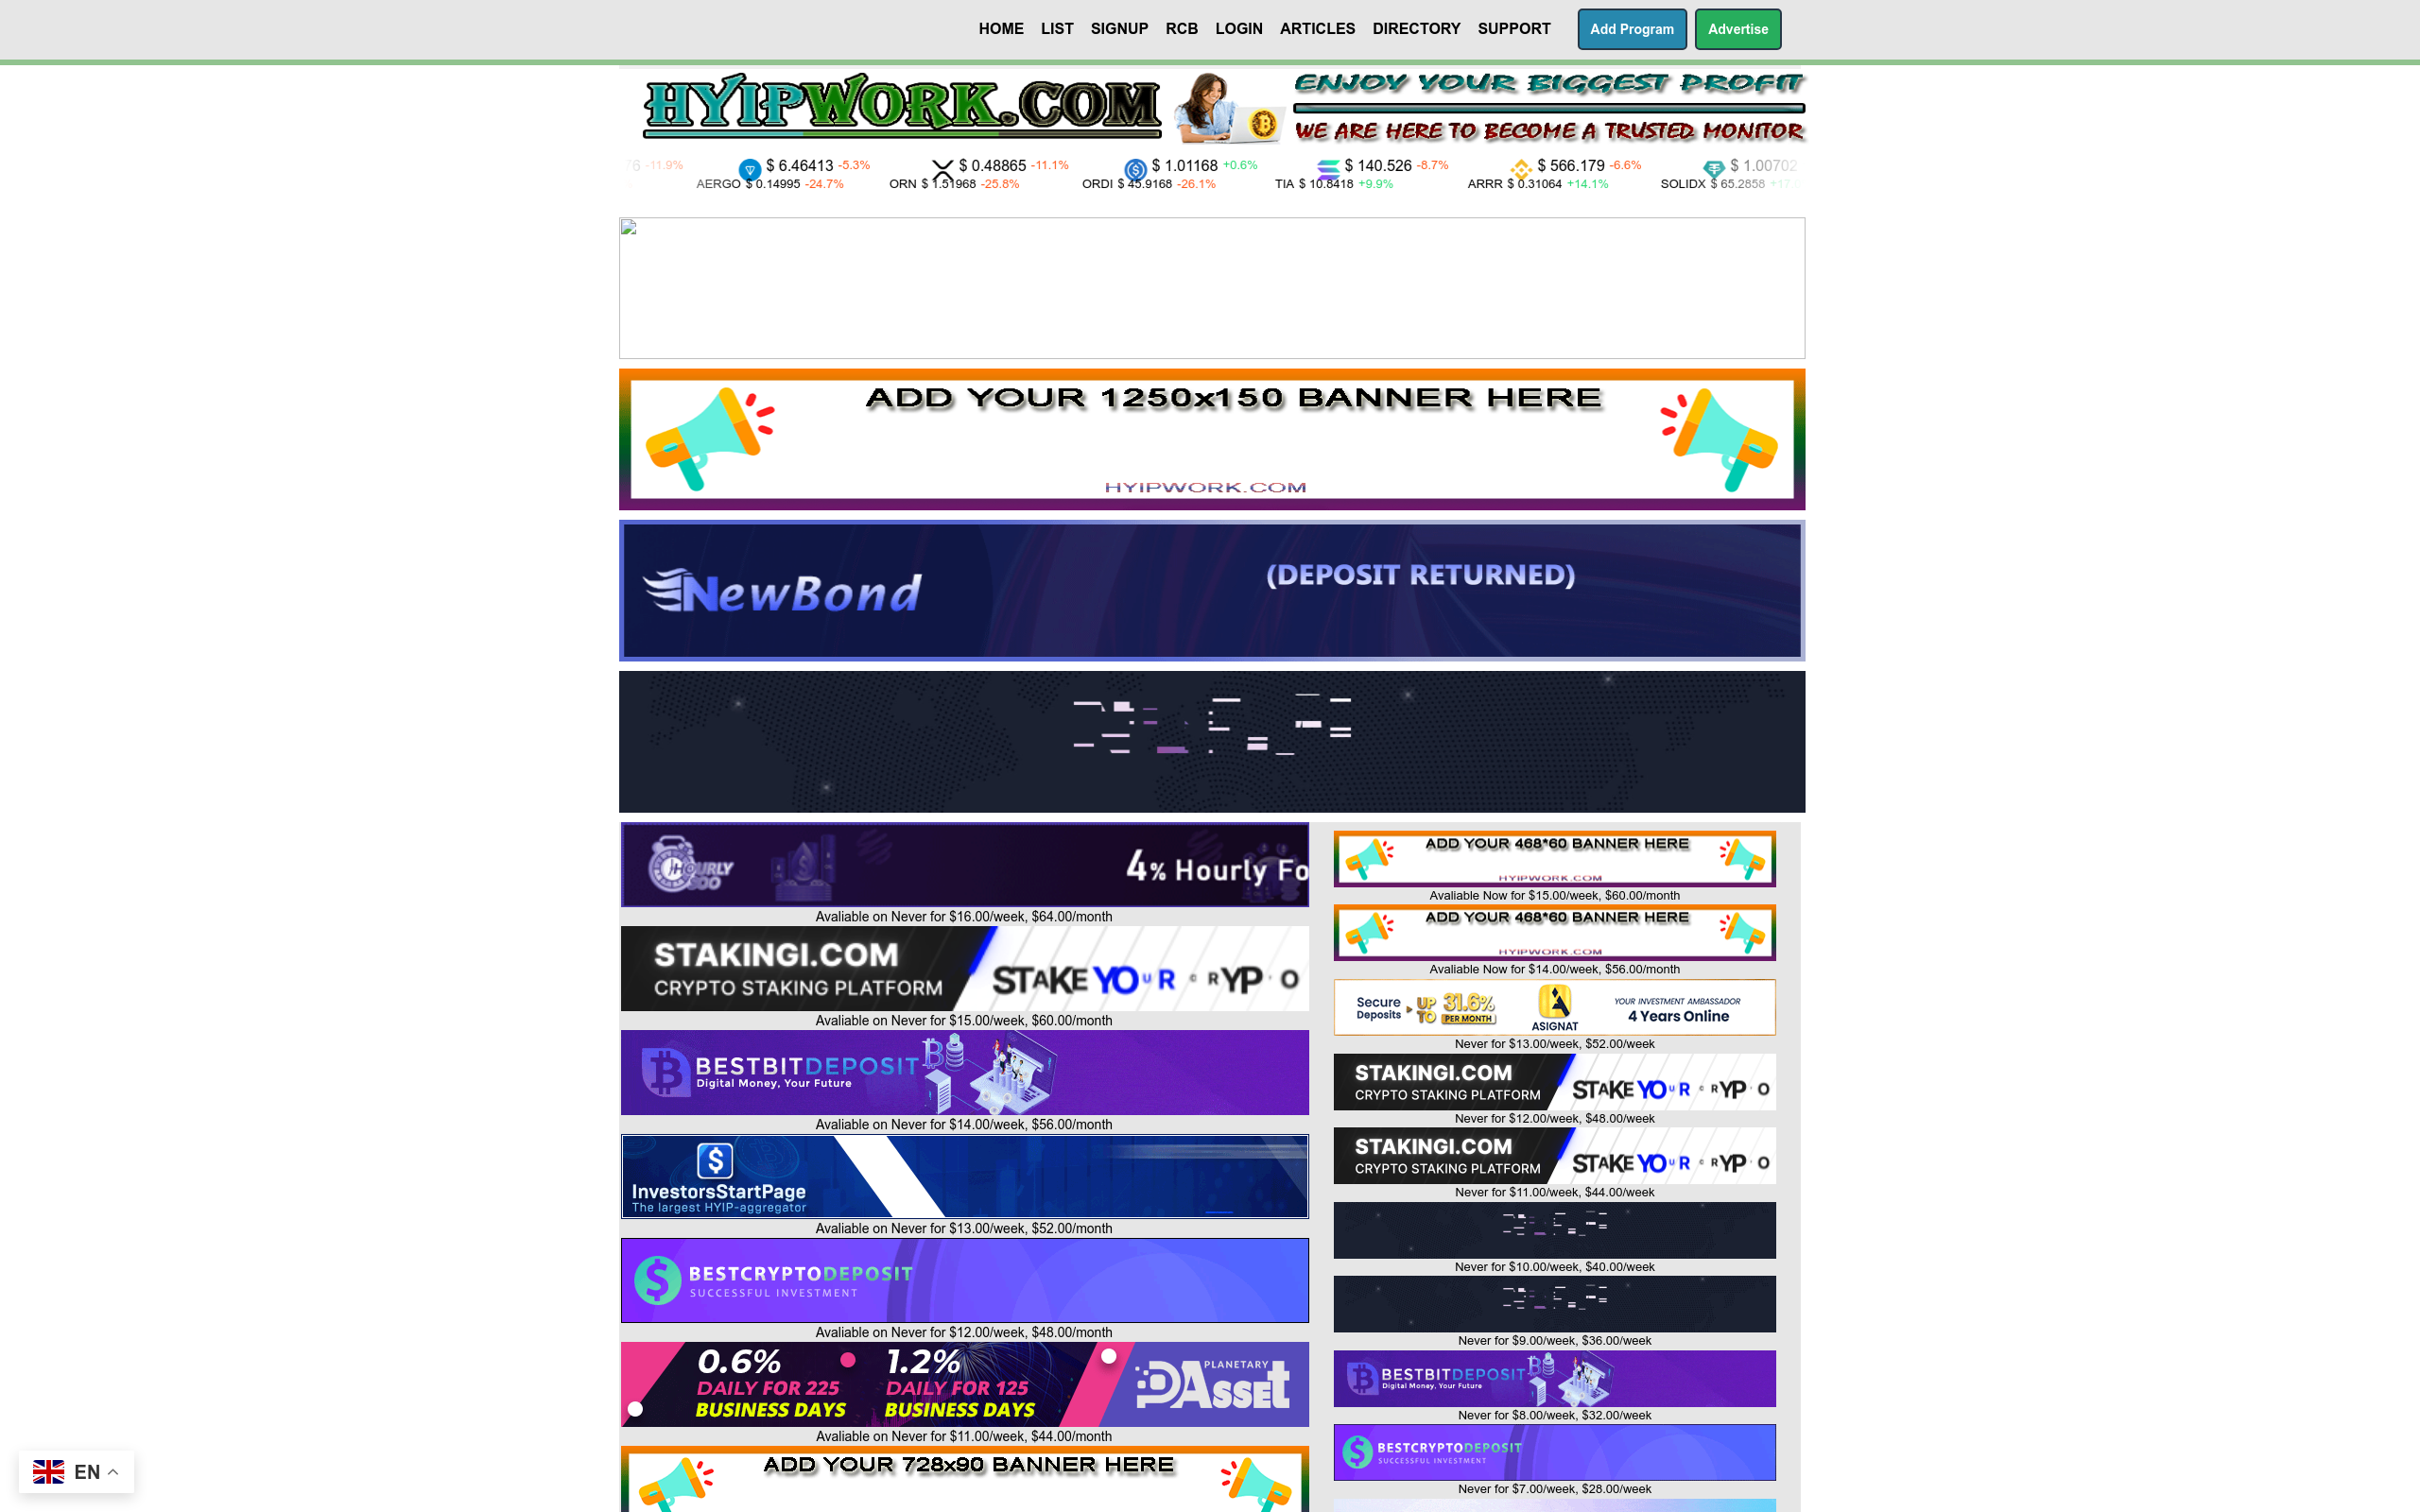 HOME LIST SIGNUP RCB LOGIN ARTICLES DIRECTORY SUPPORT Add Program Advertise
HYIPWORK.COM
ENJOY YOUR BIGGEST PROFIT
WE ARE HERE TO BECOME A TRUSTED MONITOR
76 -11.9% $ 6.46413 -5.3% $ 0.48865 -11.1% $ 1.01168 +0.6% $ 140.526 -8.7% $ 566.179 -6.6% $ 1.00702
AERGO $ 0.14995 -24.7% ORN $ 1.51968 -25.8% ORDI $ 45.9168 -26.1% TIA $ 10.8418 +9.9% ARRR $ 0.31064 +14.1% SOLIDX $ 65.2858
ADD YOUR 1250x150 BANNER HERE
HYIPWORK.COM
NewBond
(DEPOSIT RETURNED)
4% Hourly Fo
Avaliable on Never for $16.00/week, $64.00/month
STAKINGI.COM
CRYPTO STAKING PLATFORM
STAKE YOUR CRYP O
Avaliable on Never for $15.00/week, $60.00/month
BESTBITDEPOSIT
Digital Money, Your Future
Avaliable on Never for $14.00/week, $56.00/month
InvestorsStartPage
The largest HYIP-aggregator
Avaliable on Never for $13.00/week, $52.00/month
BESTCRYPTODEPOSIT
SUCCESSFUL INVESTMENT
Avaliable on Never for $12.00/week, $48.00/month
0.6%
DAILY FOR 225
BUSINESS DAYS
1.2%
DAILY FOR 125
BUSINESS DAYS
PLANETARY
Asset
Avaliable on Never for $11.00/week, $44.00/month
ADD YOUR 728x90 BANNER HERE
ADD YOUR 468*60 BANNER HERE
HYIPWORK.COM
Avaliable Now for $15.00/week, $60.00/month
ADD YOUR 468*60 BANNER HERE
HYIPWORK.COM
Avaliable Now for $14.00/week, $56.00/month
Secure
Deposits
UP TO
31.6%
PER MONTH
ASIGNAT
YOUR INVESTMENT AMBASSADOR
4 Years Online
Never for $13.00/week, $52.00/week
STAKINGI.COM
CRYPTO STAKING PLATFORM
STAKE YOUR CRYP O
Never for $12.00/week, $48.00/week
STAKINGI.COM
CRYPTO STAKING PLATFORM
STAKE YOUR CRYP O
Never for $11.00/week, $44.00/week
Never for $10.00/week, $40.00/week
Never for $9.00/week, $36.00/week
BESTBITDEPOSIT
Digital Money, Your Future
Never for $8.00/week, $32.00/week
BESTCRYPTODEPOSIT
SUCCESSFUL INVESTMENT
Never for $7.00/week, $28.00/week
EN